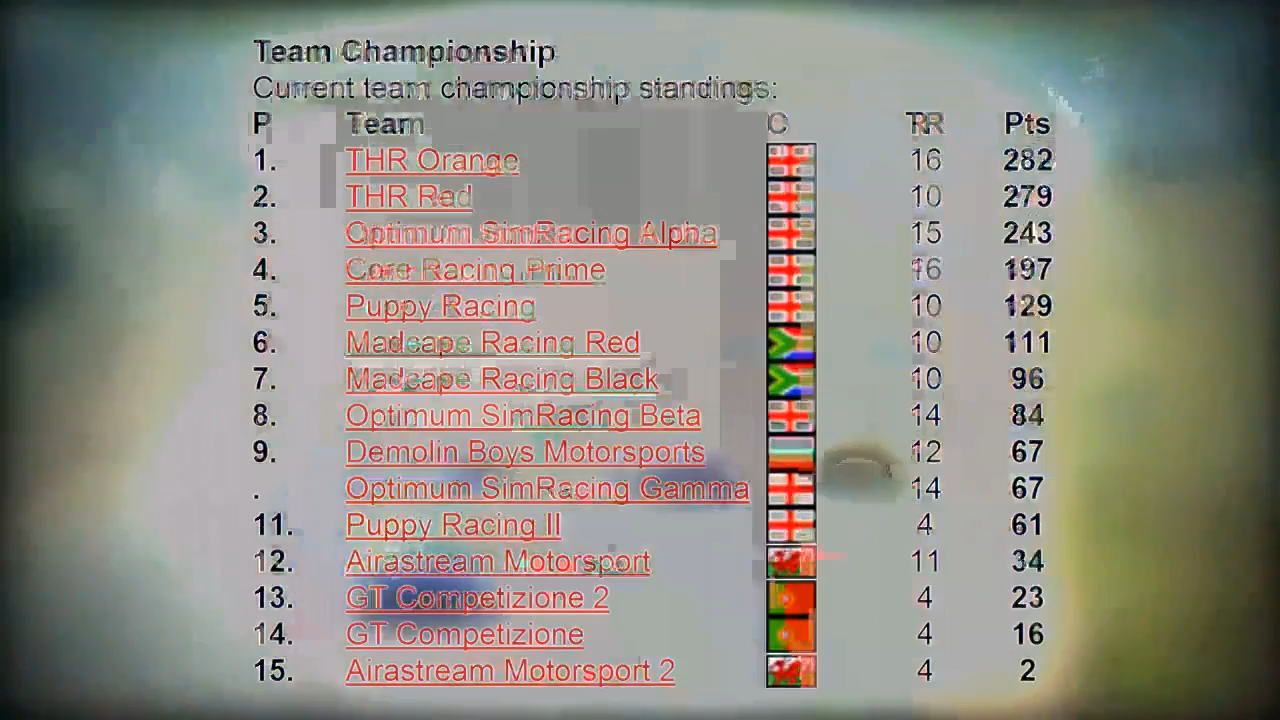 Team Championship
Current team championship standings:
P Team C TR Pts
1. THR Orange 16 282
2. THR Red 10 279
3. Optimum SimRacing Alpha 15 243
4. Core Racing Prime 16 197
5. Puppy Racing 10 129
6. Madcape Racing Red 10 111
7. Madcape Racing Black 10 96
8. Optimum SimRacing Beta 14 84
9. Demolin Boys Motorsports 12 67
. Optimum SimRacing Gamma 14 67
11. Puppy Racing II 4 61
12. Airastream Motorsport 11 34
13. GT Competizione 2 4 23
14. GT Competizione 4 16
15. Airastream Motorsport 2 4 2